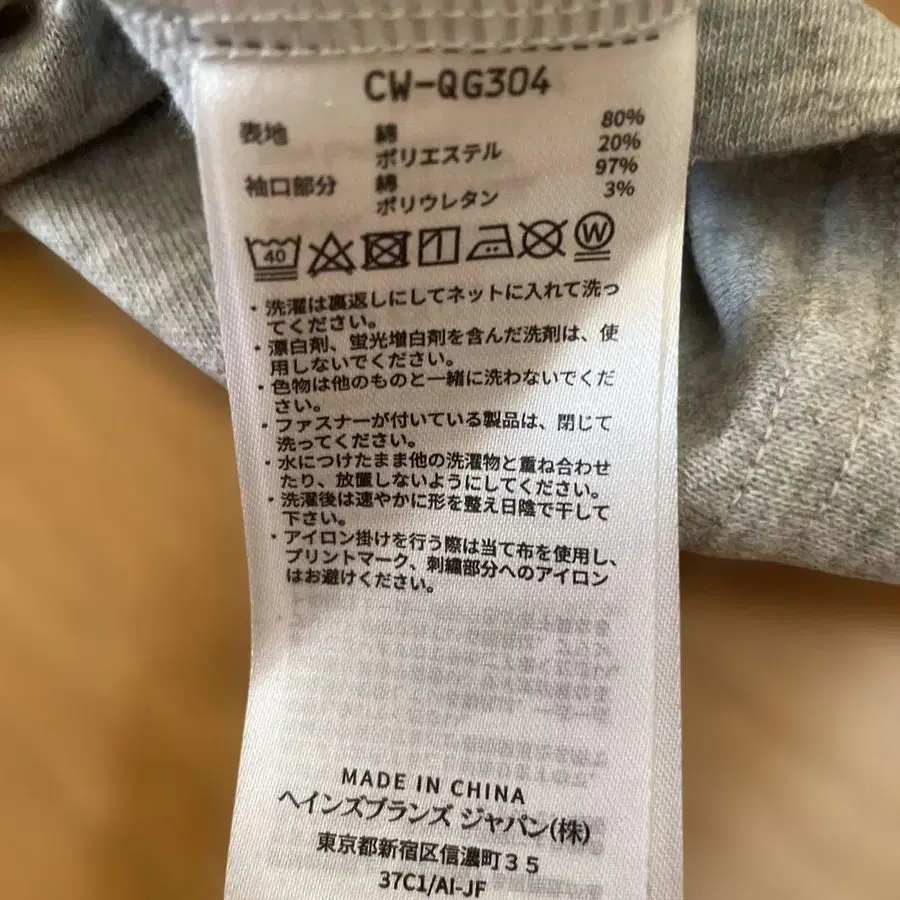 CW-QG304
表地 綿 80%
ポリエステル 20%
袖口部分 綿 97%
ポリウレタン 3%
40 W
・洗濯は裏返しにしてネットに入れて洗っ
てください。
・漂白剤、蛍光増白剤を含んだ洗剤は、使
用しないでください。
・色物は他のものと一緒に洗わないでくだ
さい。
・ファスナーが付いている製品は、閉じて
洗ってください。
・水につけたまま他の洗濯物と重ね合わせ
たり、放置しないようにしてください。
・洗濯後は速やかに形を整え日陰で干して
下さい。
・アイロン掛けを行う際は当て布を使用し、
プリントマーク、刺繍部分へのアイロン
はお避けください。
MADE IN CHINA
ヘインズブランズ ジャパン(株)
東京都新宿区信濃町35
37C1/AI-JF